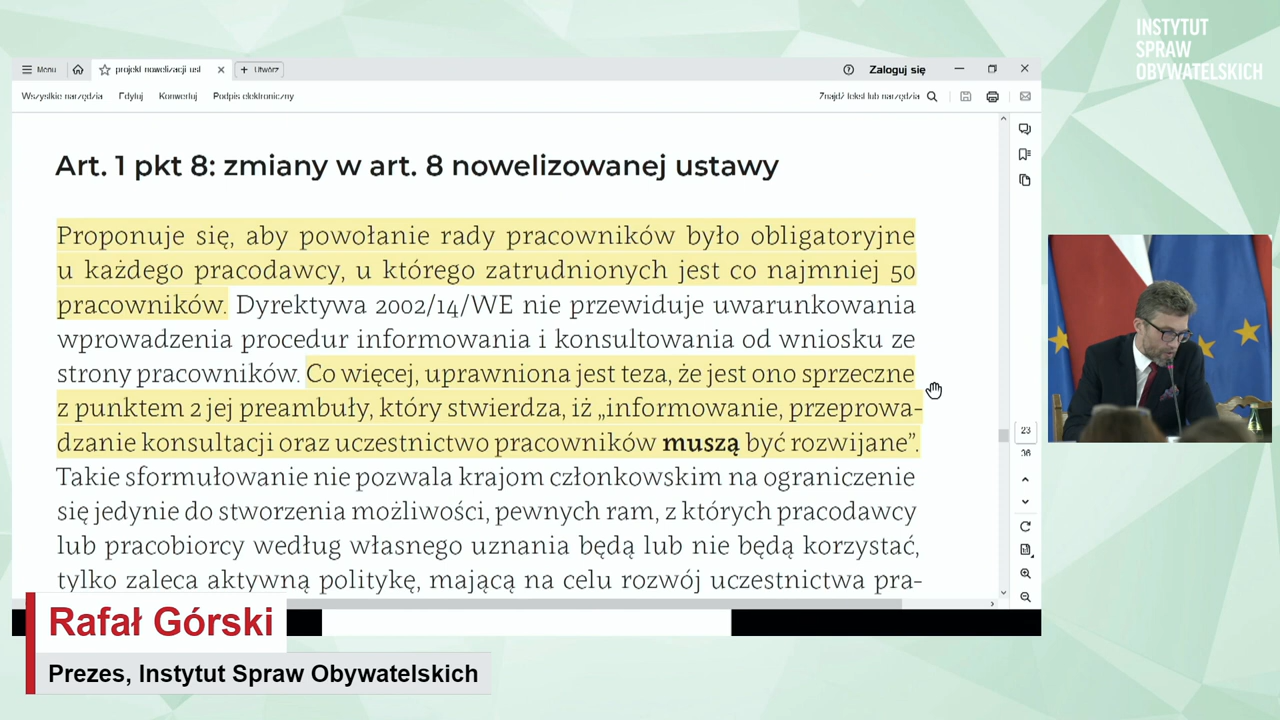 INSTYTUT
SPRAW
OBYWATELSKICH
Menu
projekt nowelizacji ust
Utwórz
Zaloguj się
Wszystkie narzędzia Edytuj Konwertuj Podpis elektroniczny
Znajdź tekst lub narzędzia
Art. 1 pkt 8: zmiany w art. 8 nowelizowanej ustawy
Proponuje się, aby powołanie rady pracowników było obligatoryjne
u każdego pracodawcy, u którego zatrudnionych jest co najmniej 50
pracowników. Dyrektywa 2002/14/WE nie przewiduje uwarunkowania
wprowadzenia procedur informowania i konsultowania od wniosku ze
strony pracowników. Co więcej, uprawniona jest teza, że jest ono sprzeczne
z punktem 2 jej preambuły, który stwierdza, iż „informowanie, przeprowa-
dzanie konsultacji oraz uczestnictwo pracowników muszą być rozwijane”.
Takie sformułowanie nie pozwala krajom członkowskim na ograniczenie
się jedynie do stworzenia możliwości, pewnych ram, z których pracodawcy
lub pracobiorcy według własnego uznania będą lub nie będą korzystać,
tylko zaleca aktywną politykę, mającą na celu rozwój uczestnictwa pra-
23
36
Rafał Górski
Prezes, Instytut Spraw Obywatelskich